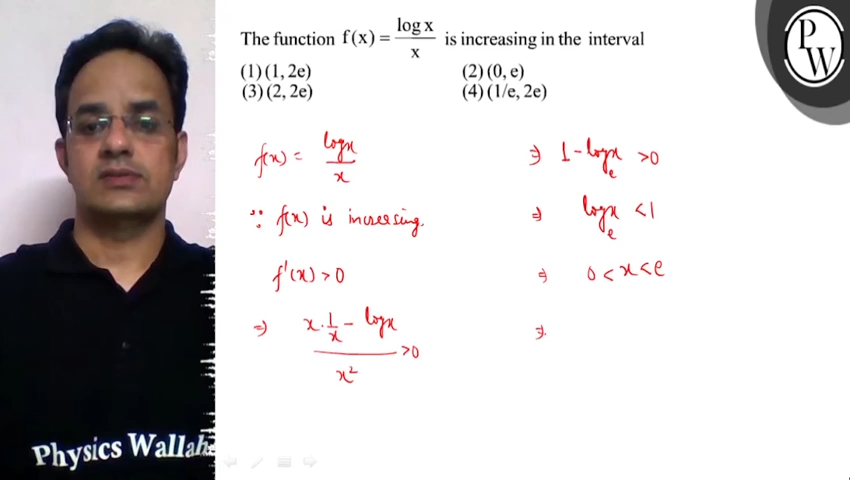 The function f(x) = log x / x is increasing in the interval
(1) (1, 2e) (2) (0, e)
(3) (2, 2e) (4) (1/e, 2e)
f(x) = logx / x
∵ f(x) is increasing.
f'(x) > 0
⇒ x · 1/x − logx / x² > 0
⇒ 1 − logₑx > 0
⇒ logₑx < 1
⇒ 0 < x < e
⇒
P
W
Physics Wallah